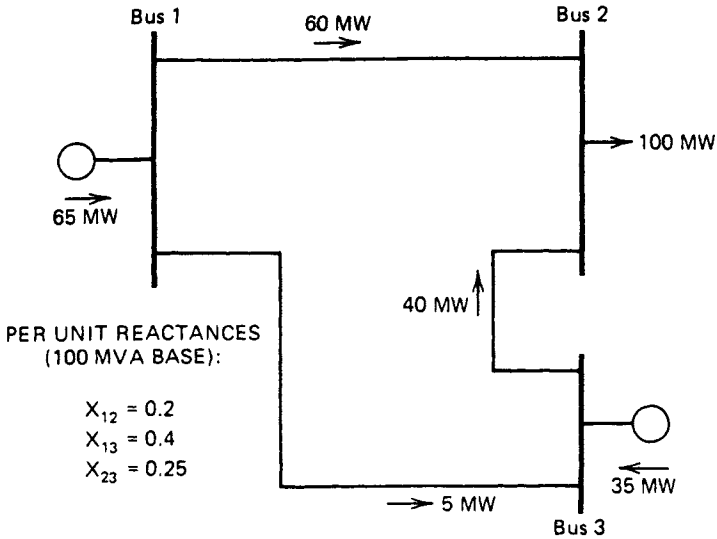 Bus 1
60 MW
Bus 2
100 MW
65 MW
40 MW
PER UNIT REACTANCES
(100 MVA BASE):
X₁₂ = 0.2
X₁₃ = 0.4
X₂₃ = 0.25
35 MW
5 MW
Bus 3